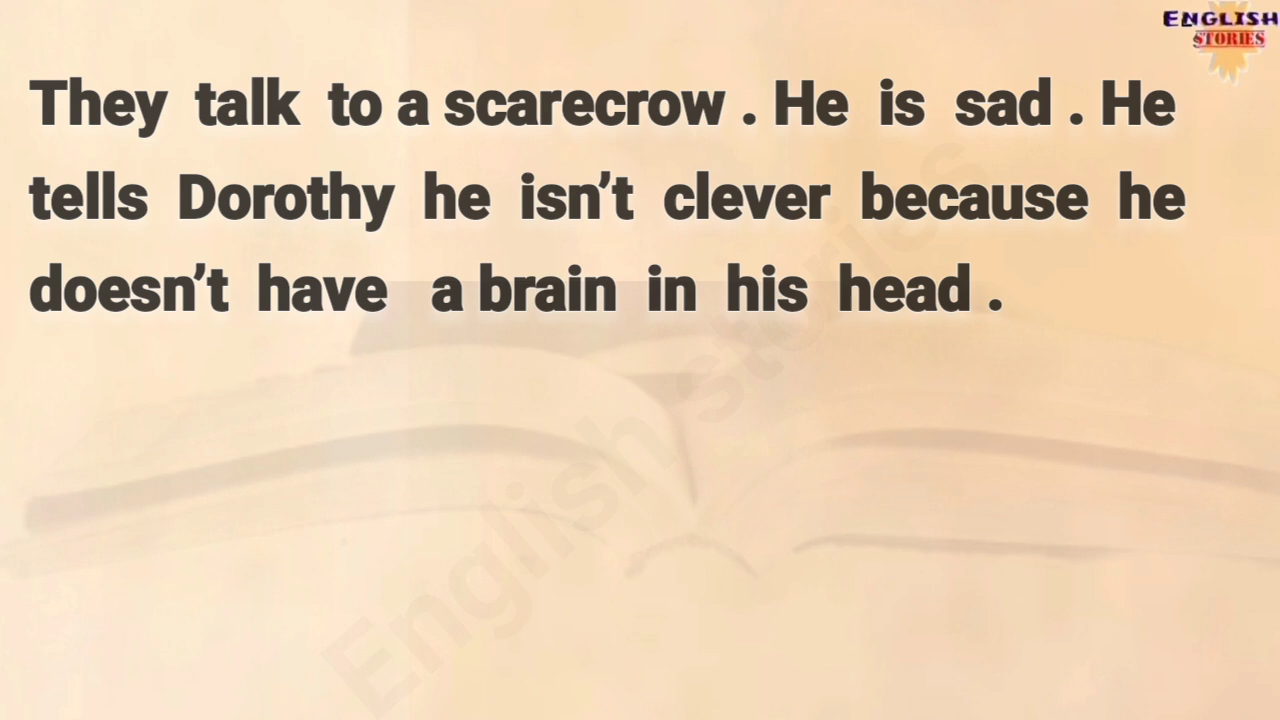 ENGLISH
STORIES
They talk to a scarecrow . He is sad . He
tells Dorothy he isn’t clever because he
doesn’t have a brain in his head .
English stories